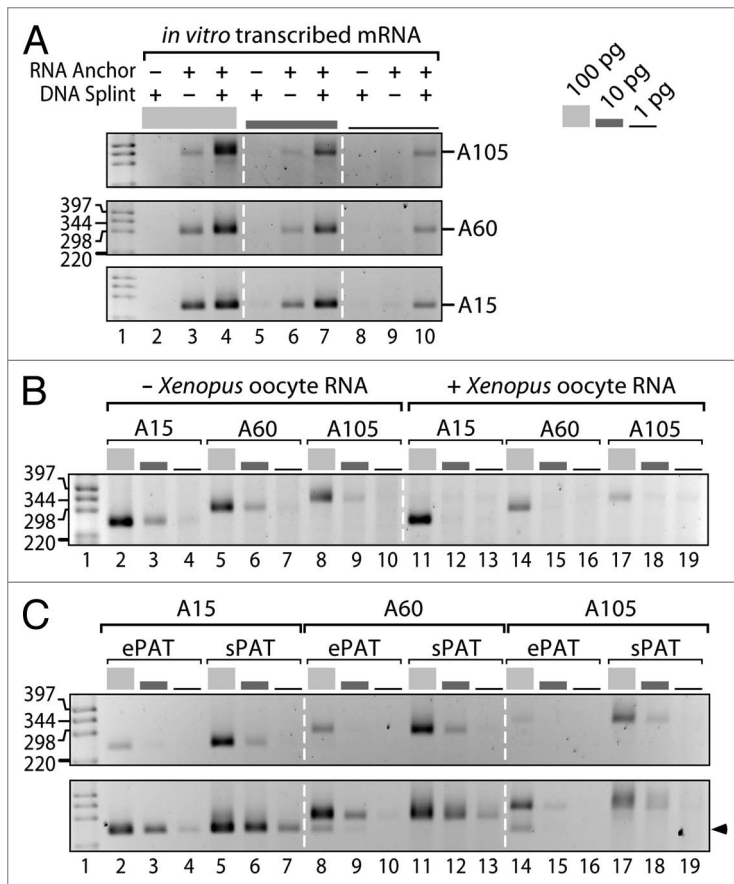 A
in vitro transcribed mRNA
RNA Anchor – + + – + + – + +
DNA Splint + – + + – + + – +
100 pg
10 pg
1 pg
A105
397
344
298
220
A60
A15
1 2 3 4 5 6 7 8 9 10
B
– Xenopus oocyte RNA + Xenopus oocyte RNA
A15 A60 A105 A15 A60 A105
397
344
298
220
1 2 3 4 5 6 7 8 9 10 11 12 13 14 15 16 17 18 19
C
A15 A60 A105
ePAT sPAT ePAT sPAT ePAT sPAT
397
344
298
220
1 2 3 4 5 6 7 8 9 10 11 12 13 14 15 16 17 18 19